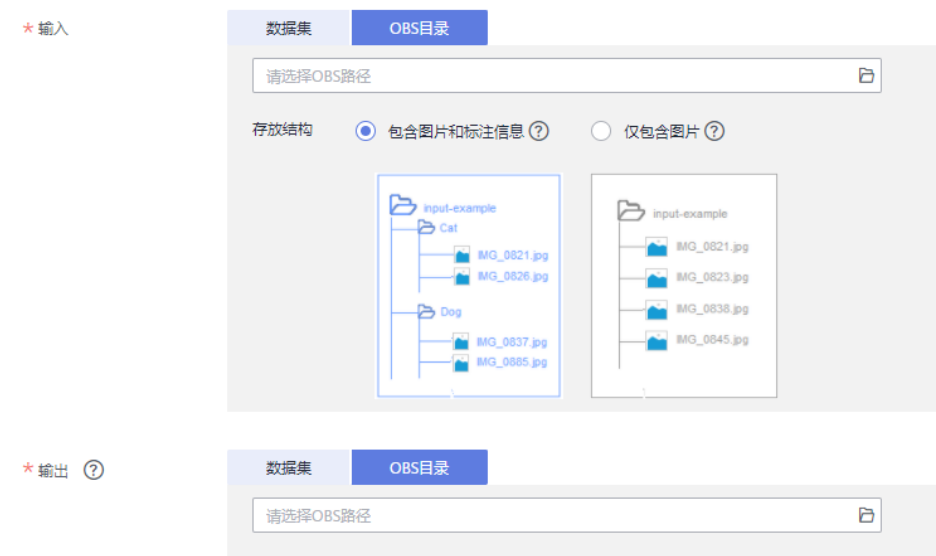 * 输入
数据集 OBS目录
请选择OBS路径
存放结构 包含图片和标注信息 ? 仅包含图片 ?
input-example
Cat
IMG_0821.jpg
IMG_0826.jpg
Dog
IMG_0837.jpg
IMG_0885.jpg
input-example
IMG_0821.jpg
IMG_0823.jpg
IMG_0838.jpg
IMG_0845.jpg
* 输出 ?
数据集 OBS目录
请选择OBS路径